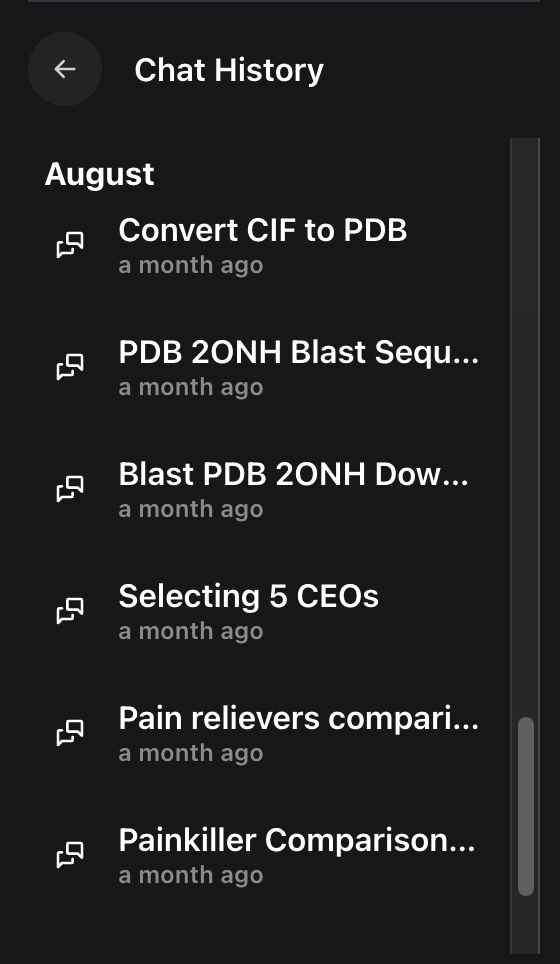 Chat History
August
Convert CIF to PDB
a month ago
PDB 2ONH Blast Sequ...
a month ago
Blast PDB 2ONH Dow...
a month ago
Selecting 5 CEOs
a month ago
Pain relievers compari...
a month ago
Painkiller Comparison...
a month ago